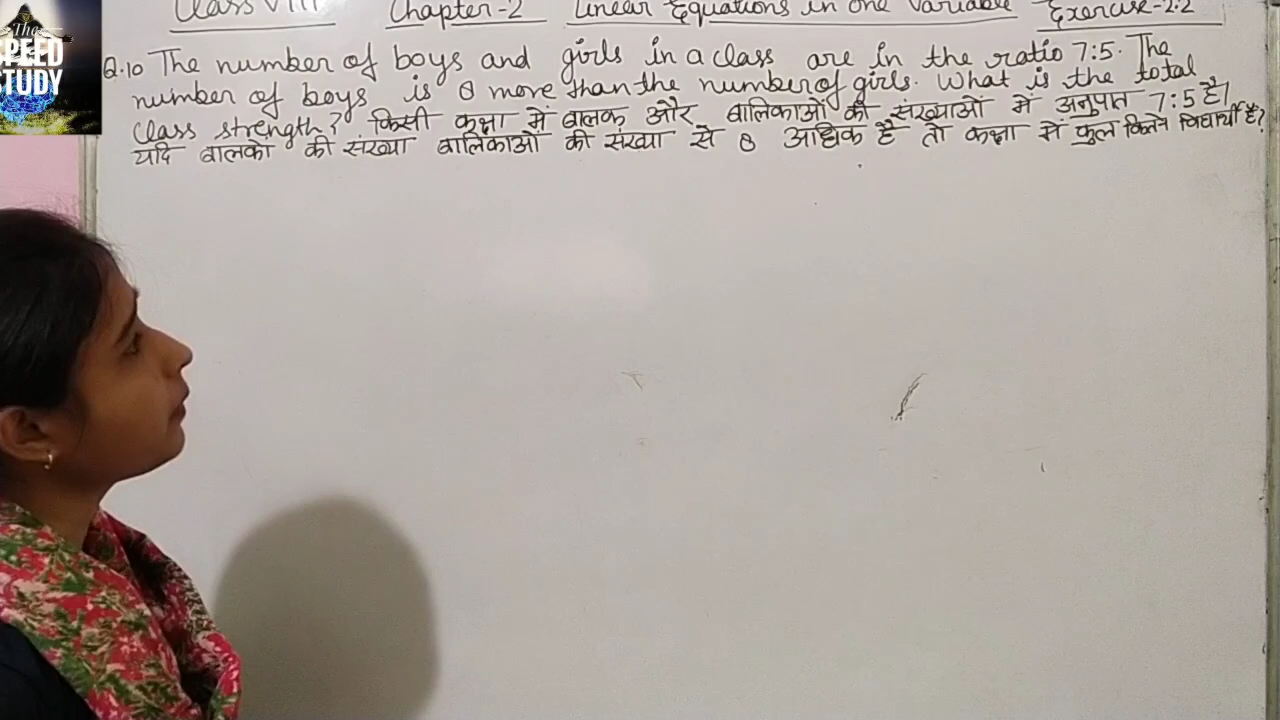 Class VIII Chapter-2 Linear Equations in One Variable Exercise-2.2
The
SPEED
STUDY
Q.10 The number of boys and girls in a class are in the ratio 7:5. The
number of boys is 8 more than the number of girls. What is the total
class strength? किसी कक्षा में बालक और बालिकाओं की संख्याओं में अनुपात 7:5 है।
यदि बालको की संख्या बालिकाओं की संख्या से 8 अधिक है तो कक्षा में कुल कितने विद्यार्थी है?